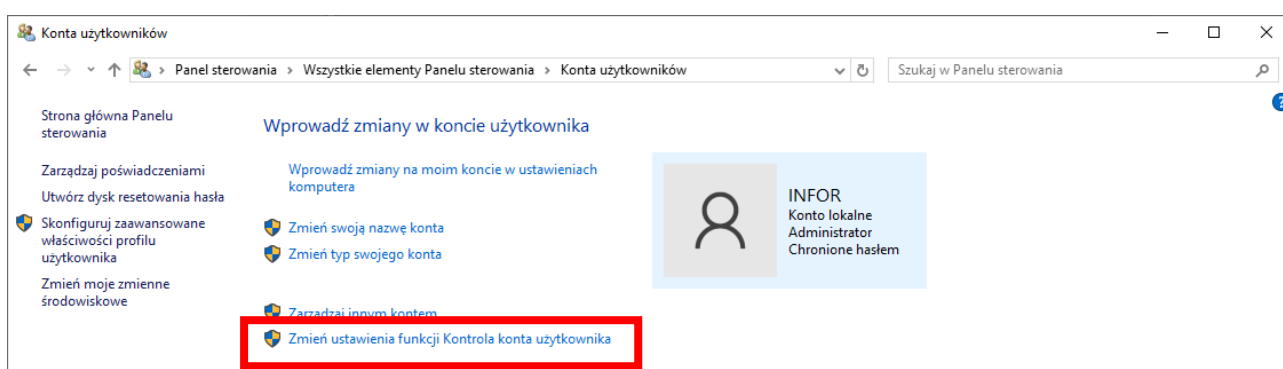 Konta użytkowników
Panel sterowania > Wszystkie elementy Panelu sterowania > Konta użytkowników
Szukaj w Panelu sterowania
Strona główna Panelu
sterowania
Zarządzaj poświadczeniami
Utwórz dysk resetowania hasła
Skonfiguruj zaawansowane
właściwości profilu
użytkownika
Zmień moje zmienne
środowiskowe
Wprowadź zmiany w koncie użytkownika
Wprowadź zmiany na moim koncie w ustawieniach
komputera
Zmień swoją nazwę konta
Zmień typ swojego konta
Zarządzaj innym kontem
Zmień ustawienia funkcji Kontrola konta użytkownika
INFOR
Konto lokalne
Administrator
Chronione hasłem